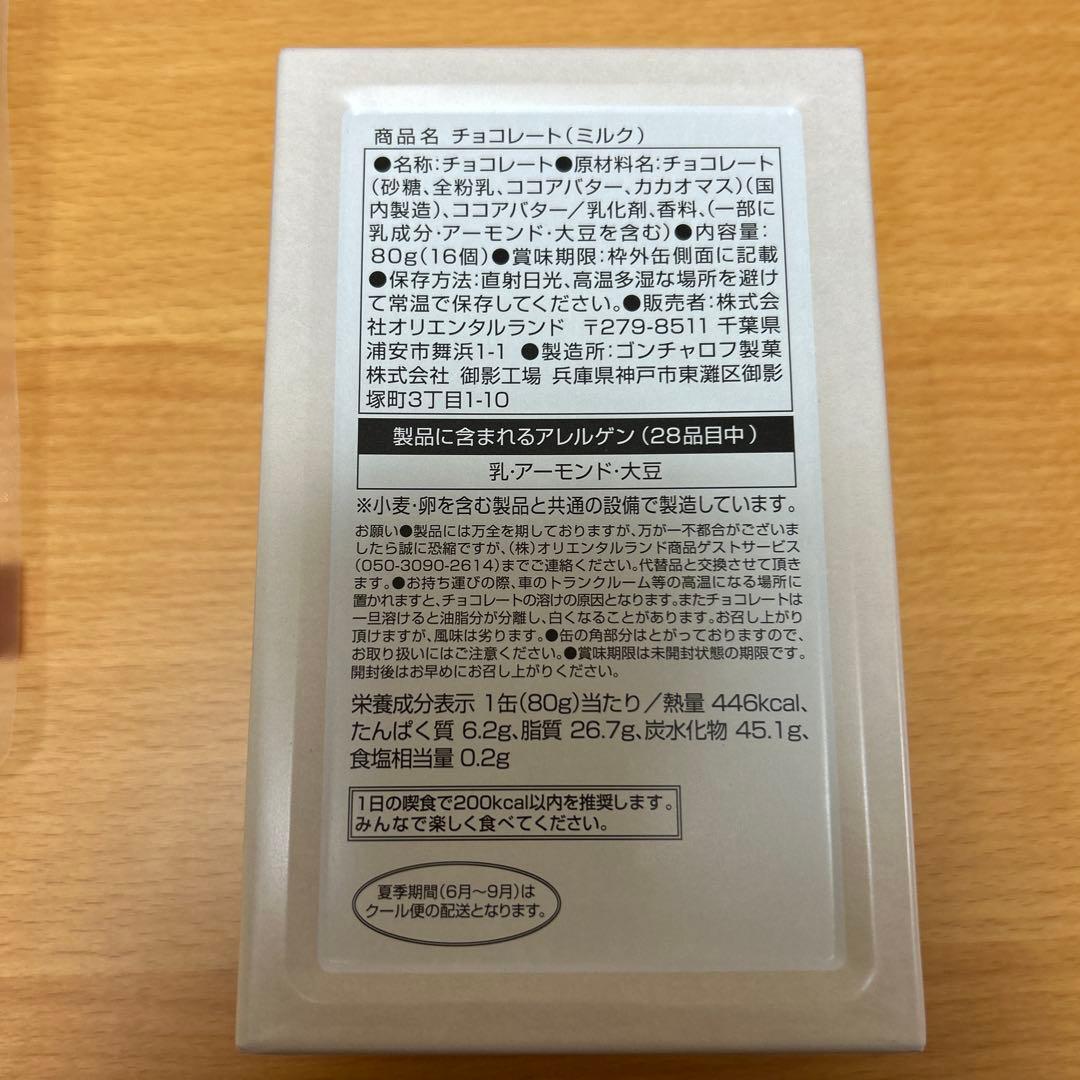 商品名 チョコレート(ミルク)
●名称:チョコレート●原材料名:チョコレート
(砂糖、全粉乳、ココアバター、カカオマス)(国
内製造)、ココアバター/乳化剤、香料、(一部に
乳成分・アーモンド・大豆を含む)●内容量:
80g(16個)●賞味期限:枠外缶側面に記載
●保存方法:直射日光、高温多湿な場所を避け
て常温で保存してください。●販売者:株式会
社オリエンタルランド 〒279-8511 千葉県
浦安市舞浜1-1 ●製造所:ゴンチャロフ製菓
株式会社 御影工場 兵庫県神戸市東灘区御影
塚町3丁目1-10
製品に含まれるアレルゲン(28品目中)
乳・アーモンド・大豆
※小麦・卵を含む製品と共通の設備で製造しています。
お願い●製品には万全を期しておりますが、万が一不都合がございま
したら誠に恐縮ですが、(株)オリエンタルランド商品ゲストサービス
(050-3090-2614)までご連絡ください。代替品と交換させて頂き
ます。●お持ち運びの際、車のトランクルーム等の高温になる場所に
置かれますと、チョコレートの溶けの原因となります。またチョコレートは
一旦溶けると油脂分が分離し、白くなることがあります。お召し上がり
頂けますが、風味は劣ります。●缶の角部分はとがっておりますので、
お取り扱いにはご注意ください。●賞味期限は未開封状態の期限です。
開封後はお早めにお召し上がりください。
栄養成分表示 1缶(80g)当たり/熱量 446kcal、
たんぱく質 6.2g、脂質 26.7g、炭水化物 45.1g、
食塩相当量 0.2g
1日の喫食で200kcal以内を推奨します。
みんなで楽しく食べてください。
夏季期間(6月〜9月)は
クール便の配送となります。